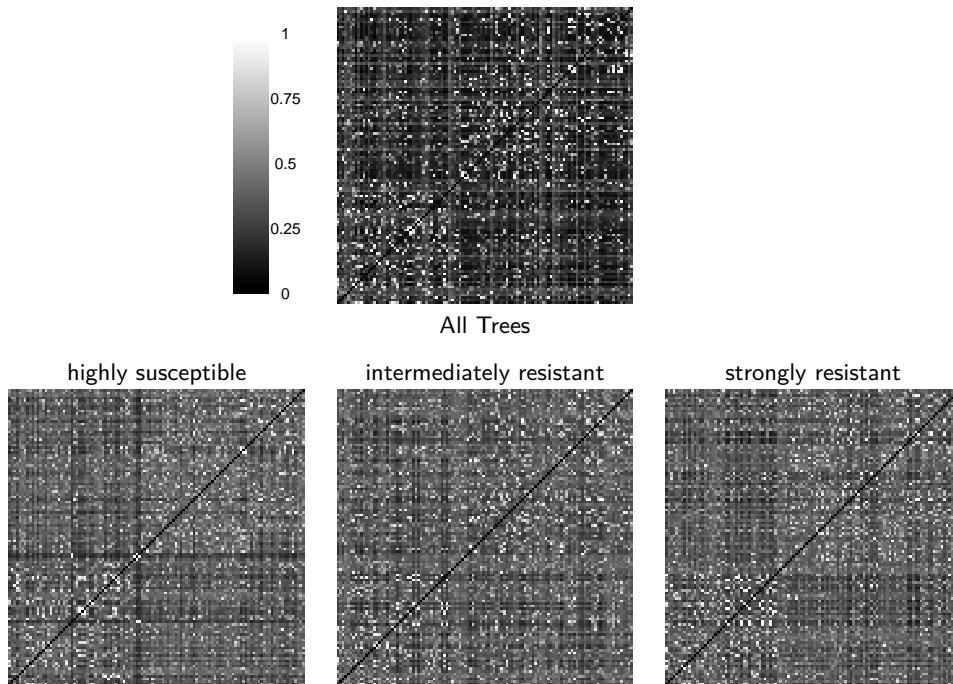 1
0.75
0.5
0.25
0
All Trees
highly susceptible
intermediately resistant
strongly resistant